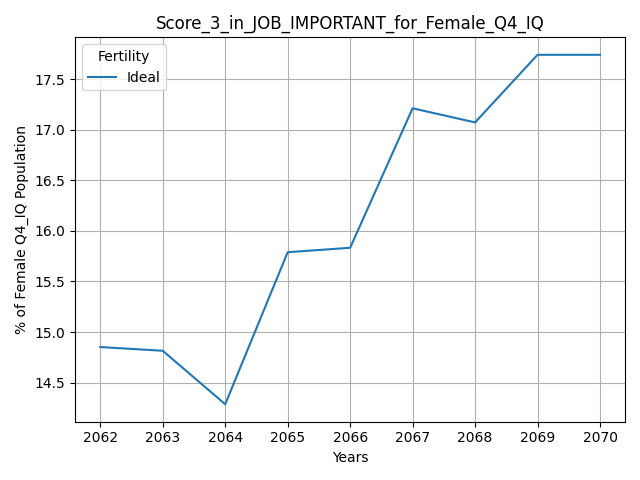 Score_3_in_JOB_IMPORTANT_for_Female_Q4_IQ
Fertility
Ideal
% of Female Q4_IQ Population
17.5
17.0
16.5
16.0
15.5
15.0
14.5
2062 2063 2064 2065 2066 2067 2068 2069 2070
Years